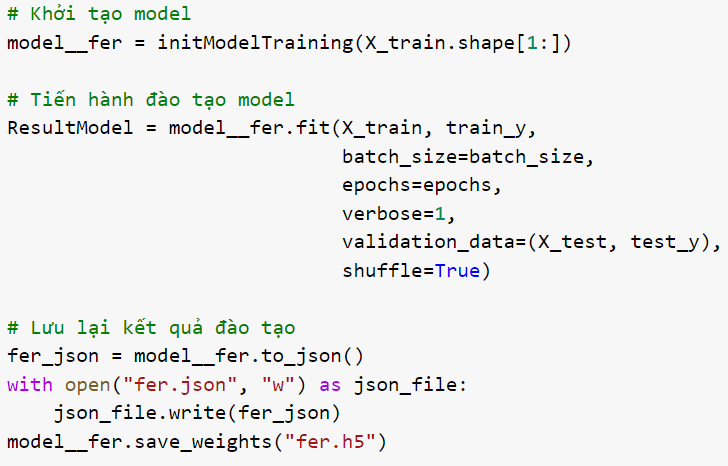 # Khởi tạo model
model__fer = initModelTraining(X_train.shape[1:])
# Tiến hành đào tạo model
ResultModel = model__fer.fit(X_train, train_y,
batch_size=batch_size,
epochs=epochs,
verbose=1,
validation_data=(X_test, test_y),
shuffle=True)
# Lưu lại kết quả đào tạo
fer_json = model__fer.to_json()
with open("fer.json", "w") as json_file:
    json_file.write(fer_json)
model__fer.save_weights("fer.h5")